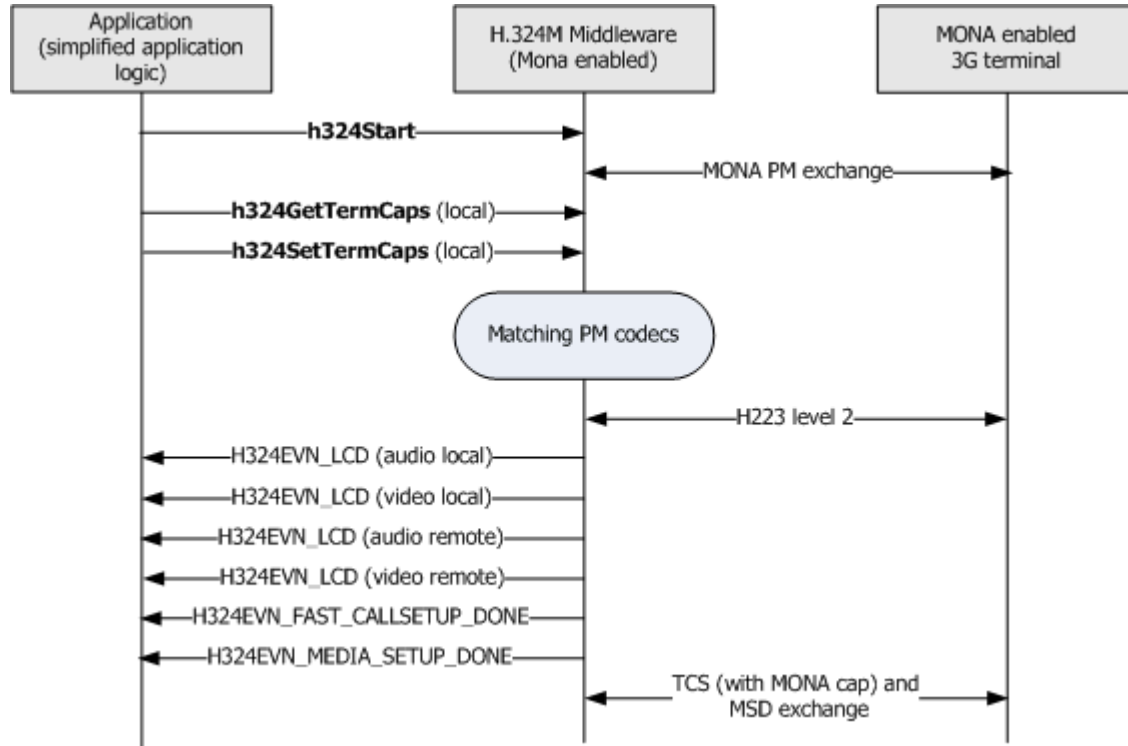 Application
(simplified application
logic)
H.324M Middleware
(Mona enabled)
MONA enabled
3G terminal
h324Start
MONA PM exchange
h324GetTermCaps (local)
h324SetTermCaps (local)
Matching PM codecs
H223 level 2
H324EVN_LCD (audio local)
H324EVN_LCD (video local)
H324EVN_LCD (audio remote)
H324EVN_LCD (video remote)
H324EVN_FAST_CALLSETUP_DONE
H324EVN_MEDIA_SETUP_DONE
TCS (with MONA cap) and
MSD exchange